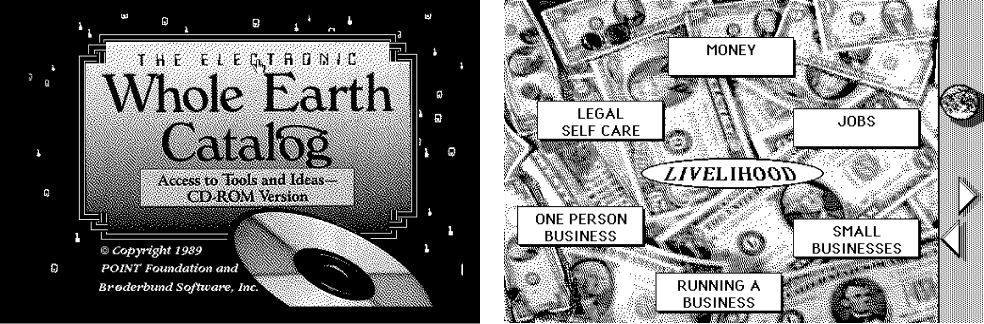 THE ELECTRONIC
Whole Earth
Catalog
Access to Tools and Ideas—
CD-ROM Version
© Copyright 1989
POINT Foundation and
Brøderbund Software, Inc.
MONEY
LEGAL
SELF CARE
JOBS
LIVELIHOOD
ONE PERSON
BUSINESS
SMALL
BUSINESSES
RUNNING A
BUSINESS